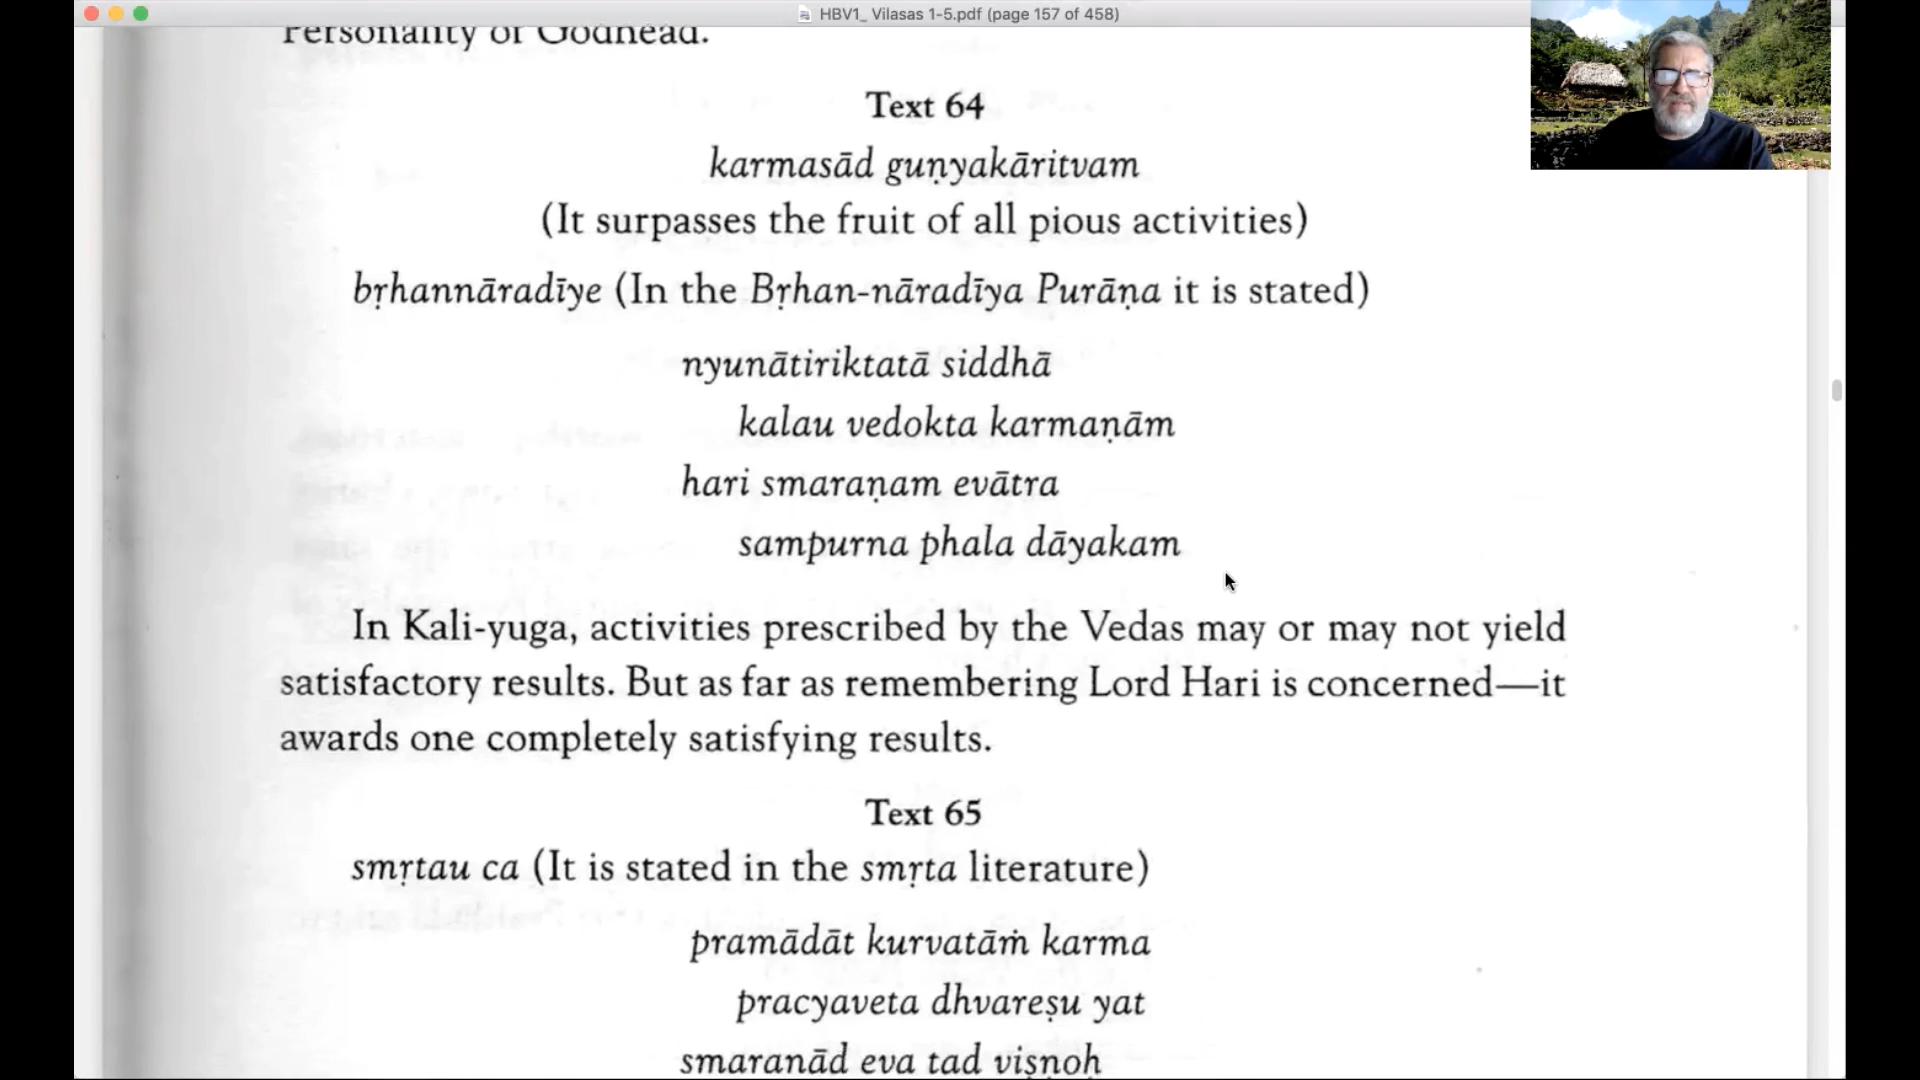 HBV1_ Vilasas 1-5.pdf (page 157 of 458)
Personality of Godhead.
Text 64
karmasād guṇyakāritvam
(It surpasses the fruit of all pious activities)
bṛhannāradīye (In the Bṛhan-nāradīya Purāṇa it is stated)
nyunātiriktatā siddhā
kalau vedokta karmaṇām
hari smaraṇam evātra
sampurna phala dāyakam
In Kali-yuga, activities prescribed by the Vedas may or may not yield
satisfactory results. But as far as remembering Lord Hari is concerned—it
awards one completely satisfying results.
Text 65
smṛtau ca (It is stated in the smṛta literature)
pramādāt kurvatāṁ karma
pracyaveta dhvareṣu yat
smaranād eva tad viṣṇoḥ